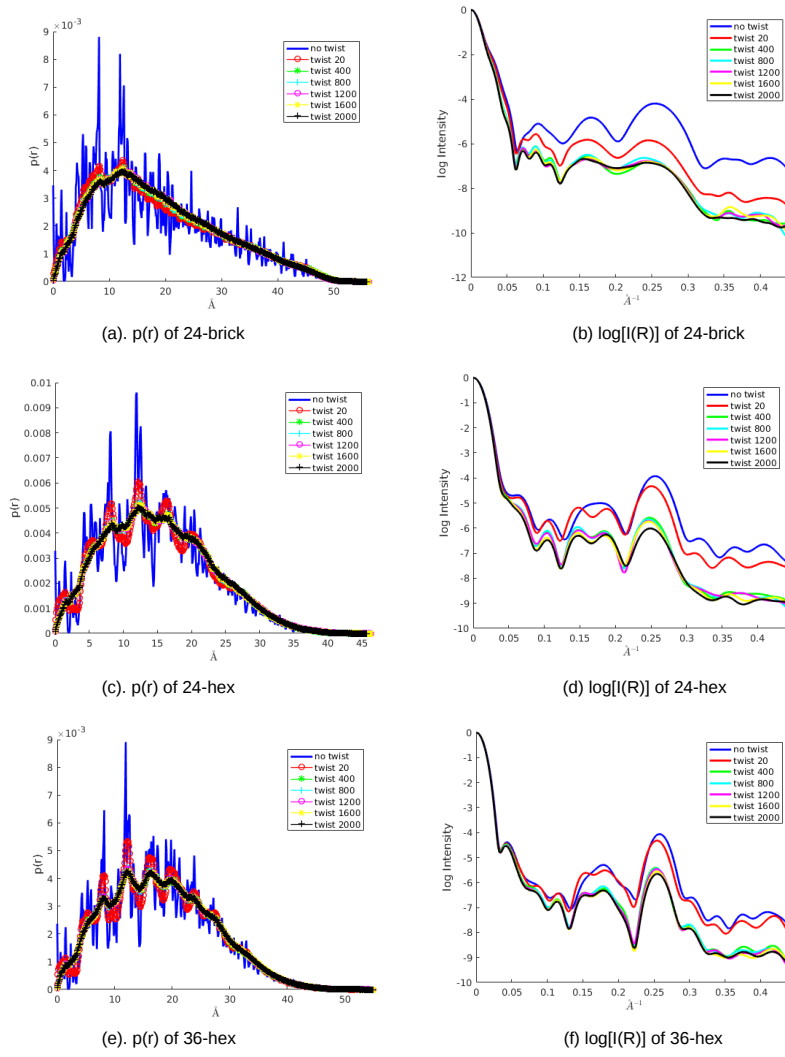 ×10⁻³
9
8
7
6
5
4
3
2
1
0
p(r)
0 10 20 30 40 50
Å
no twist
twist 20
twist 400
twist 800
twist 1200
twist 1600
twist 2000
(a). p(r) of 24-brick
0
-2
-4
-6
-8
-10
-12
log Intensity
0 0.05 0.1 0.15 0.2 0.25 0.3 0.35 0.4
Å⁻¹
no twist
twist 20
twist 400
twist 800
twist 1200
twist 1600
twist 2000
(b) log[I(R)] of 24-brick
0.01
0.009
0.008
0.007
0.006
0.005
0.004
0.003
0.002
0.001
0
p(r)
0 5 10 15 20 25 30 35 40 45
Å
no twist
twist 20
twist 400
twist 800
twist 1200
twist 1600
twist 2000
(c). p(r) of 24-hex
0
-1
-2
-3
-4
-5
-6
-7
-8
-9
-10
log Intensity
0 0.05 0.1 0.15 0.2 0.25 0.3 0.35 0.4
Å⁻¹
no twist
twist 20
twist 400
twist 800
twist 1200
twist 1600
twist 2000
(d) log[I(R)] of 24-hex
×10⁻³
9
8
7
6
5
4
3
2
1
0
p(r)
0 10 20 30 40 50
Å
no twist
twist 20
twist 400
twist 800
twist 1200
twist 1600
twist 2000
(e). p(r) of 36-hex
0
-1
-2
-3
-4
-5
-6
-7
-8
-9
-10
log Intensity
0 0.05 0.1 0.15 0.2 0.25 0.3 0.35 0.4
Å⁻¹
no twist
twist 20
twist 400
twist 800
twist 1200
twist 1600
twist 2000
(f) log[I(R)] of 36-hex